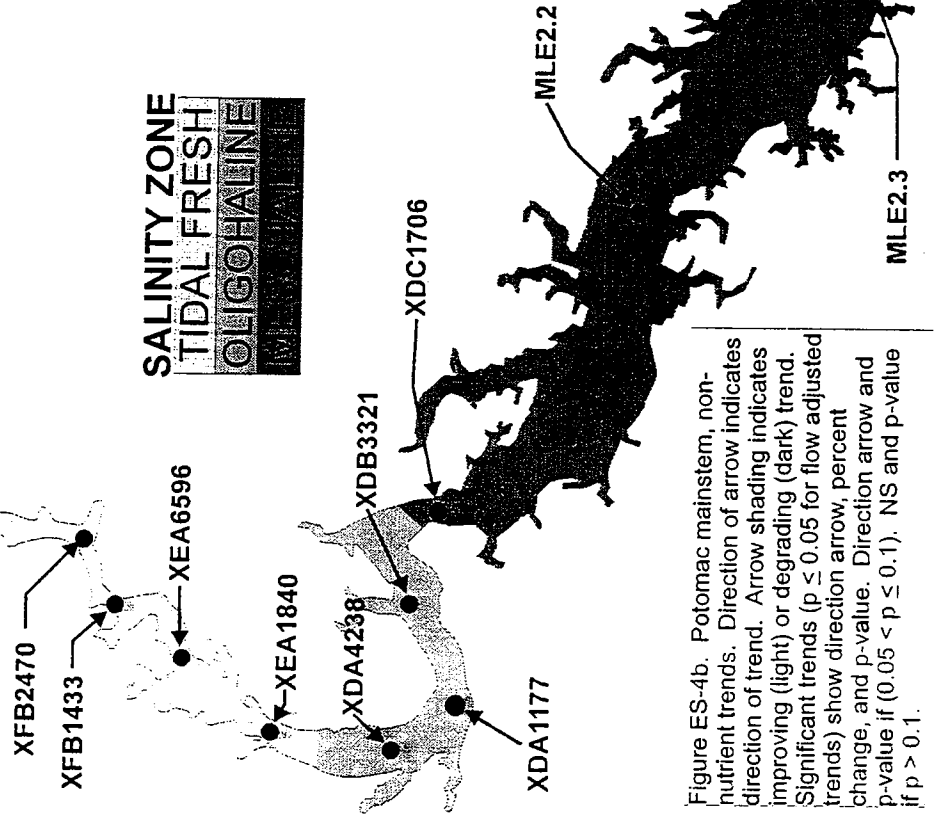 SALINITY ZONE
TIDAL FRESH
OLIGOHALINE
XFB2470
XFB1433
XEA6596
XEA1840
XDA4238
XDA1177
XDB3321
XDC1706
MLE2.2
MLE2.3
Figure ES-4b. Potomac mainstem, non-
nutrient trends. Direction of arrow indicates
direction of trend. Arrow shading indicates
improving (light) or degrading (dark) trend.
Significant trends (p ≤ 0.05 for flow adjusted
trends) show direction arrow, percent
change, and p-value. Direction arrow and
p-value if (0.05 < p ≤ 0.1). NS and p-value
if p > 0.1.